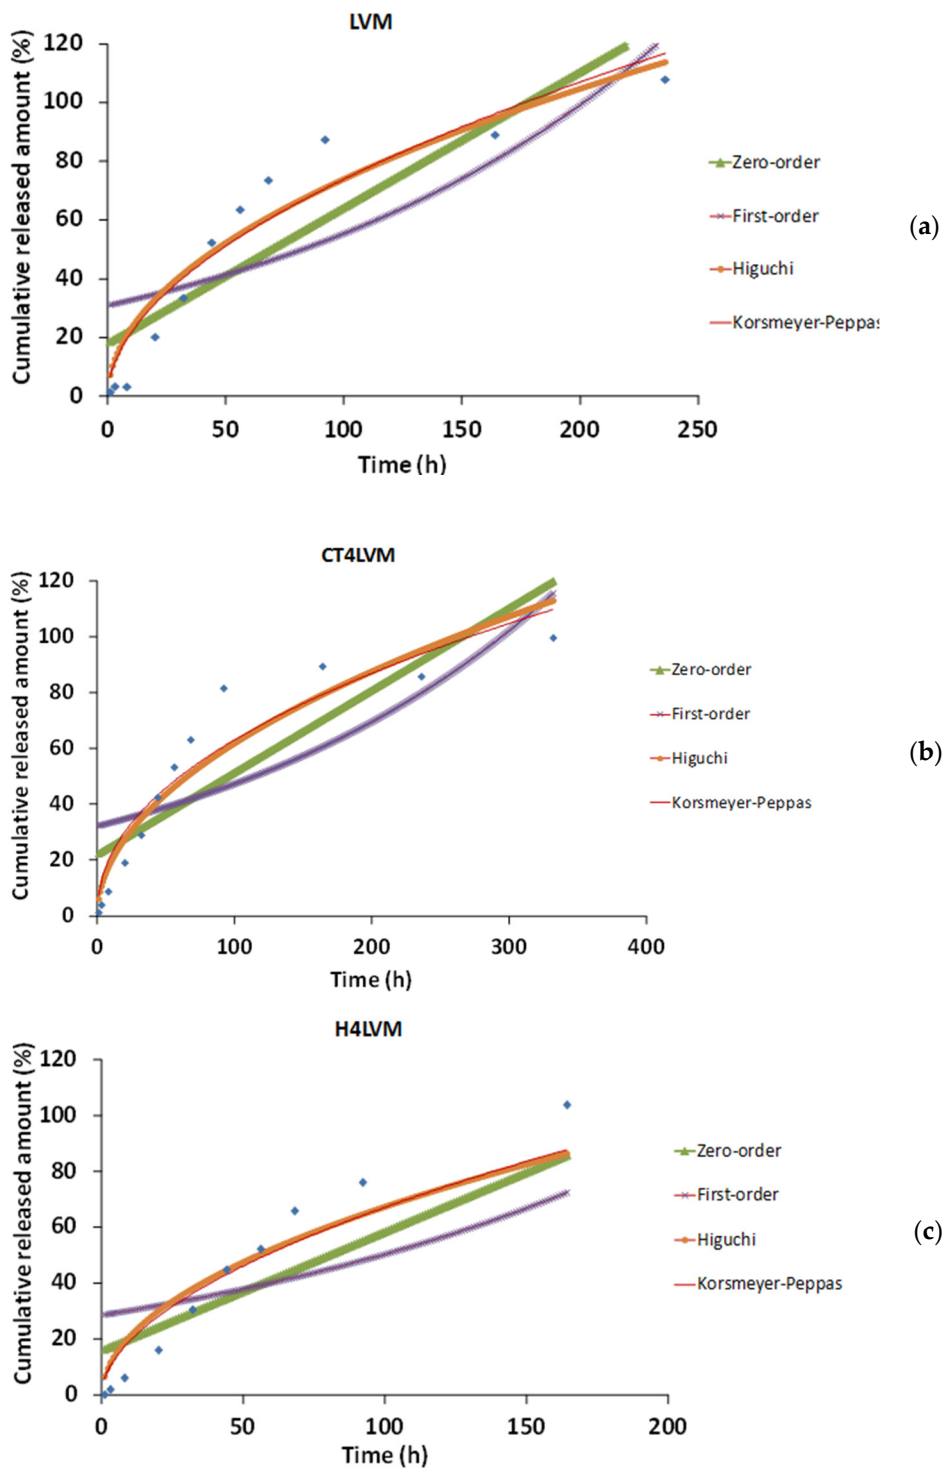 LVM
Cumulative released amount (%)
120
100
80
60
40
20
0
0 50 100 150 200 250
Time (h)
Zero-order
First-order
Higuchi
Korsmeyer-Peppas
(a)
CT4LVM
Cumulative released amount (%)
120
100
80
60
40
20
0
0 100 200 300 400
Time (h)
Zero-order
First-order
Higuchi
Korsmeyer-Peppas
(b)
H4LVM
Cumulative released amount (%)
120
100
80
60
40
20
0
0 50 100 150 200
Time (h)
Zero-order
First-order
Higuchi
Korsmeyer-Peppas
(c)